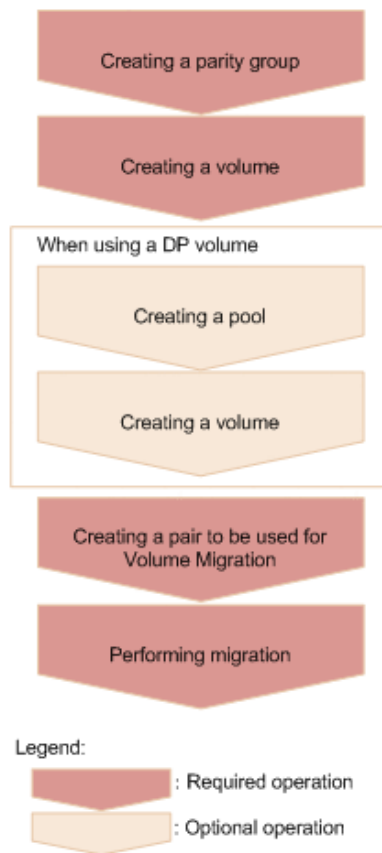 Creating a parity group
Creating a volume
When using a DP volume
Creating a pool
Creating a volume
Creating a pair to be used for
Volume Migration
Performing migration
Legend:
: Required operation
: Optional operation